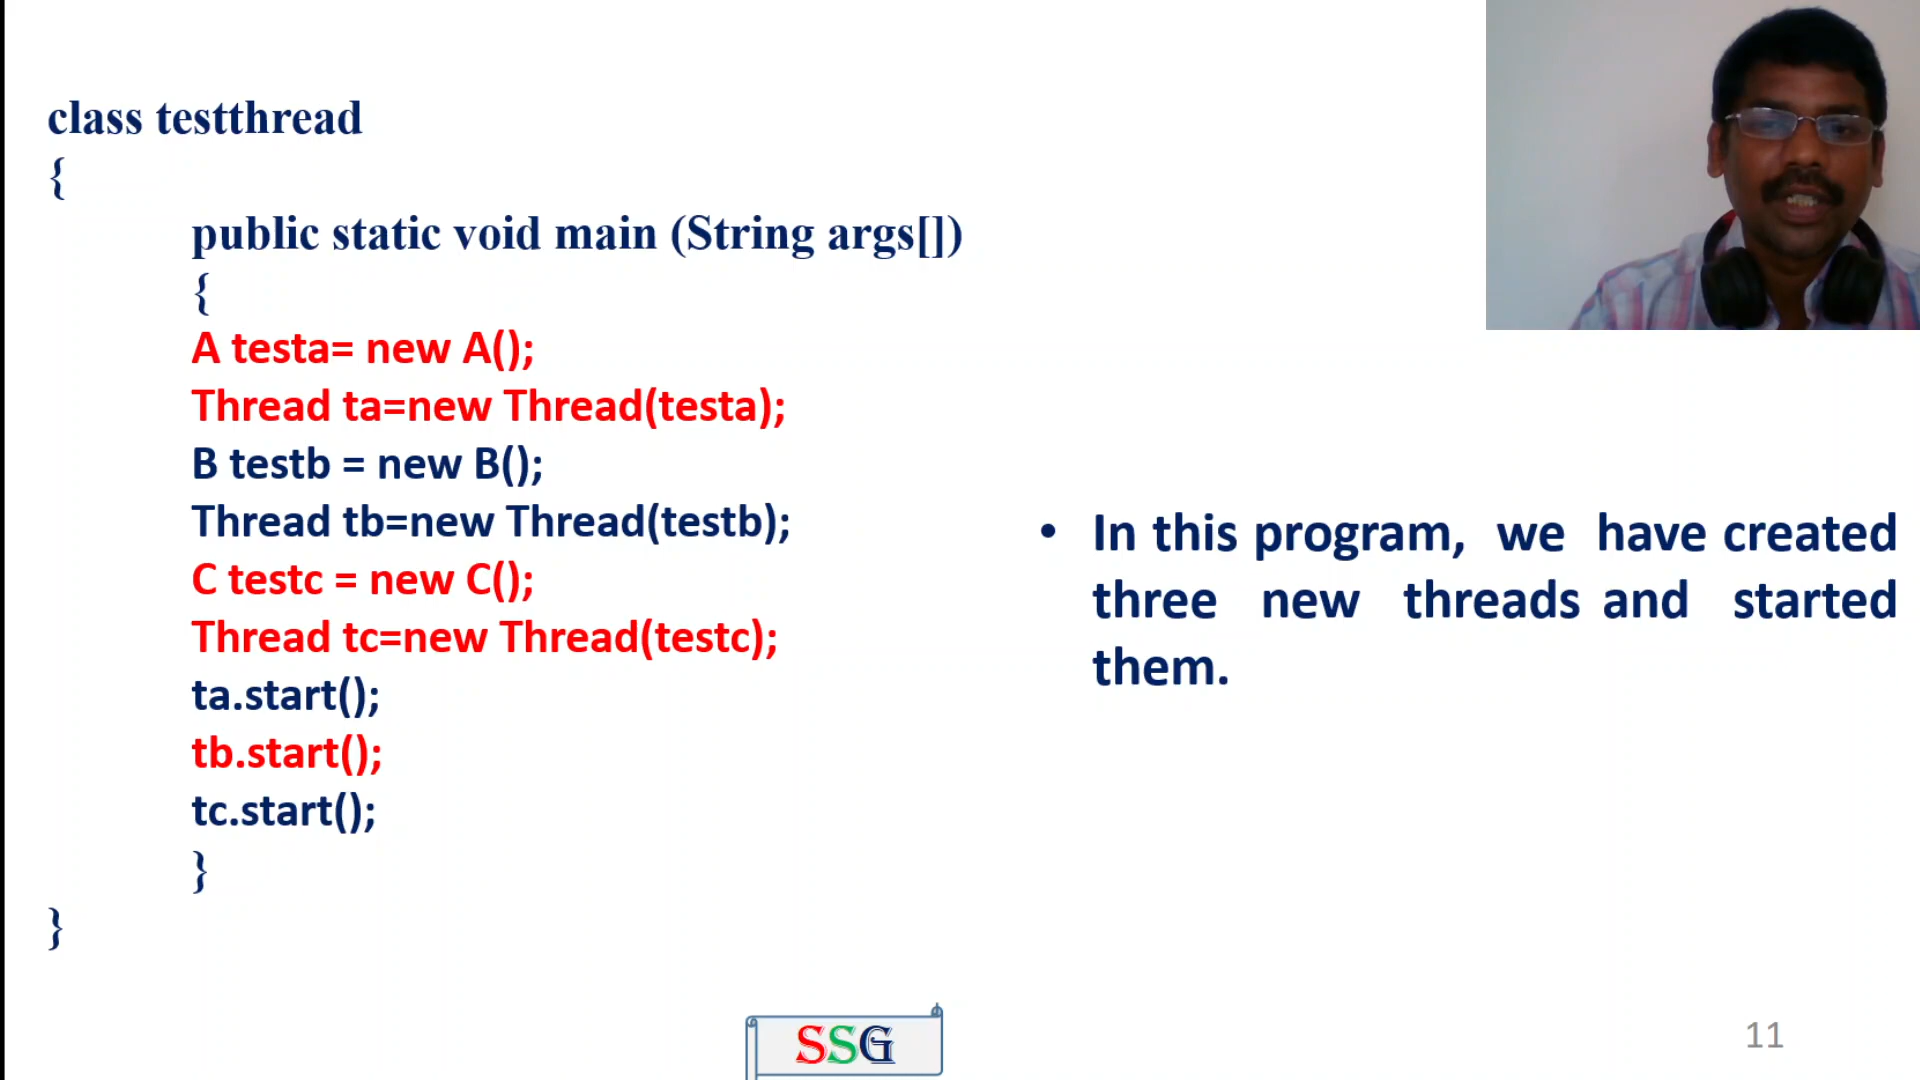 class testthread
{
public static void main (String args[])
{
A testa= new A();
Thread ta=new Thread(testa);
B testb = new B();
Thread tb=new Thread(testb);
C testc = new C();
Thread tc=new Thread(testc);
ta.start();
tb.start();
tc.start();
}
}
• In this program, we have created
three new threads and started
them.
SSG
11